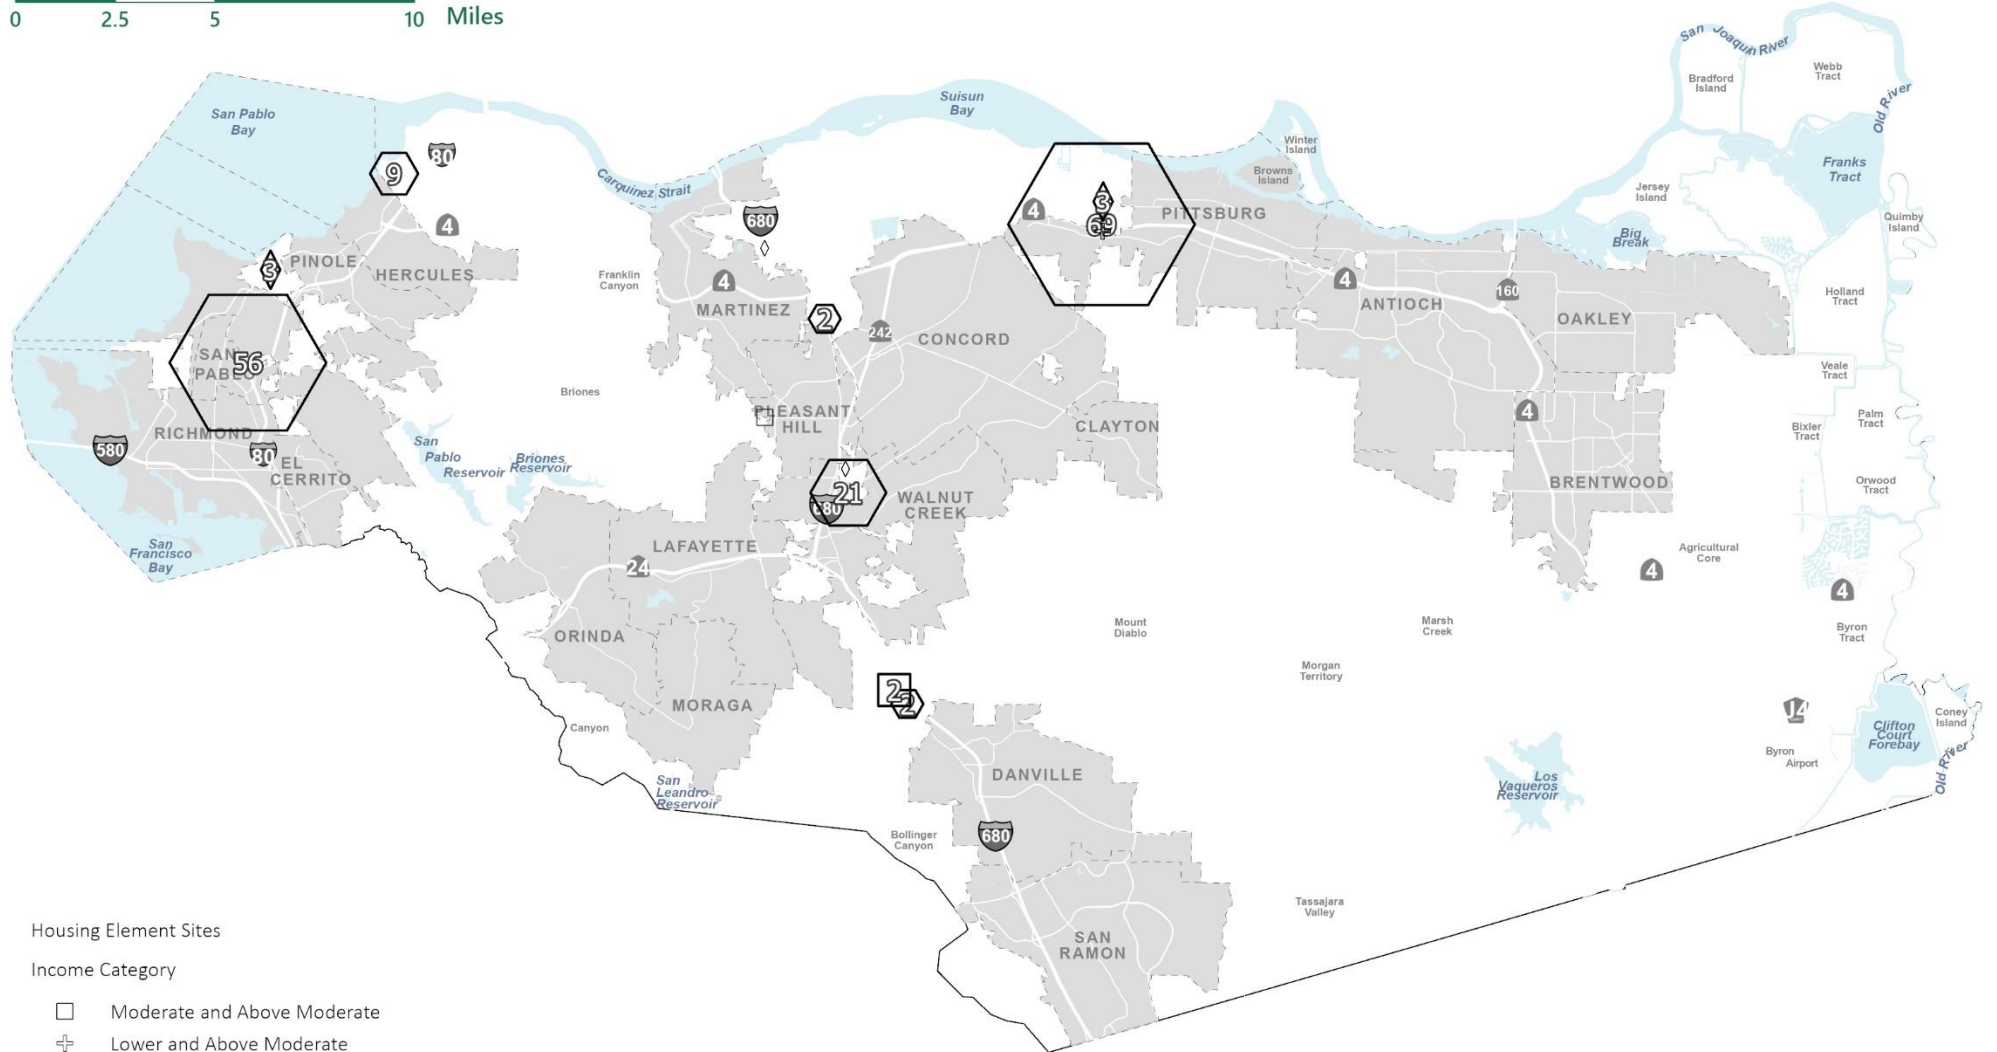 0 2.5 5 10 Miles
San Joaquin River
Webb
Tract
Bradford
Island
Old River
Suisun
Bay
San Pablo
Bay
Winter
Island
80
9
Franks
Tract
Browns
Island
Carquinez Strait
Jersey
Island
3
4
PITTSBURG
680
69
Quimby
Island
4
Big
Break
PINOLE
3
HERCULES
Franklin
Canyon
4
4
160
Holland
Tract
MARTINEZ
ANTIOCH
2
242
OAKLEY
CONCORD
SAN
PABLO
56
Veale
Tract
Briones
PLEASANT
HILL
4
CLAYTON
Palm
Tract
Bixler
Tract
RICHMOND
580
80
San
Pablo
Reservoir
Briones
Reservoir
EL
CERRITO
BRENTWOOD
Orwood
Tract
21
680
WALNUT
CREEK
San
Francisco
Bay
LAFAYETTE
24
Agricultural
Core
4
4
ORINDA
Mount
Diablo
Marsh
Creek
Byron
Tract
Morgan
Territory
2
2
MORAGA
Canyon
J4
Coney
Island
Clifton
Court
Forebay
Byron
Airport
Old River
DANVILLE
San
Leandro
Reservoir
Los
Vaqueros
Reservoir
680
Bollinger
Canyon
Tassajara
Valley
SAN
RAMON
Housing Element Sites
Income Category
Moderate and Above Moderate
Lower and Above Moderate